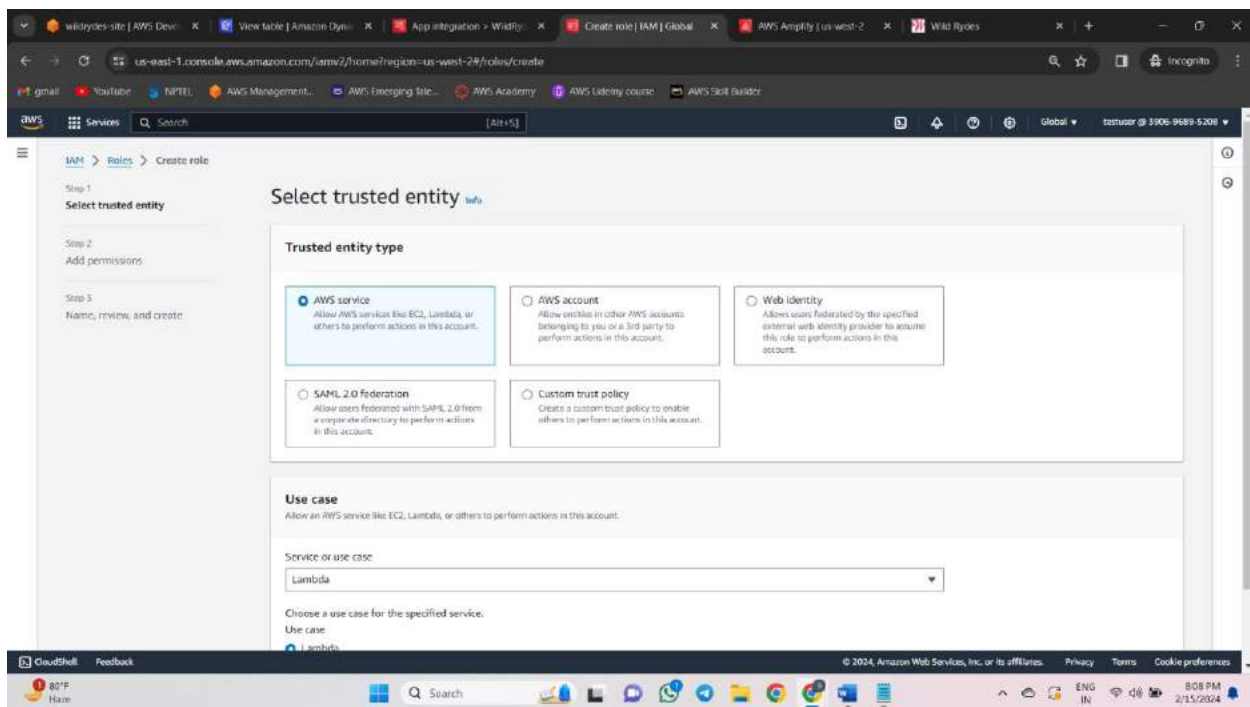 wildrydes-site | AWS Deve
View table | Amazon Dyna
App integration > WildRy
Create role | IAM | Global
AWS Amplify | us-west-2
Wild Rydes
us-east-1.console.aws.amazon.com/iamv2/home?region=us-west-2#/roles/create
Incognito
gmail
YouTube
NPTEL
AWS Management...
AWS Emerging Tale...
AWS Academy
AWS Udemy course
AWS Skill Builder
aws
Services
Search
[Alt+S]
Global
testuser @ 3906-9689-5208
IAM > Roles > Create role
Step 1
Select trusted entity
Step 2
Add permissions
Step 3
Name, review, and create
Select trusted entity Info
Trusted entity type
AWS service
Allow AWS services like EC2, Lambda, or
others to perform actions in this account.
AWS account
Allow entities in other AWS accounts
belonging to you or a 3rd party to
perform actions in this account.
Web identity
Allows users federated by the specified
external web identity provider to assume
this role to perform actions in this
account.
SAML 2.0 federation
Allow users federated with SAML 2.0 from
a corporate directory to perform actions
in this account.
Custom trust policy
Create a custom trust policy to enable
others to perform actions in this account.
Use case
Allow an AWS service like EC2, Lambda, or others to perform actions in this account.
Service or use case
Lambda
Choose a use case for the specified service.
Use case
Lambda
CloudShell
Feedback
© 2024, Amazon Web Services, Inc. or its affiliates.
Privacy
Terms
Cookie preferences
1
80°F
Haze
Search
ENG
IN
8:08 PM
2/15/2024